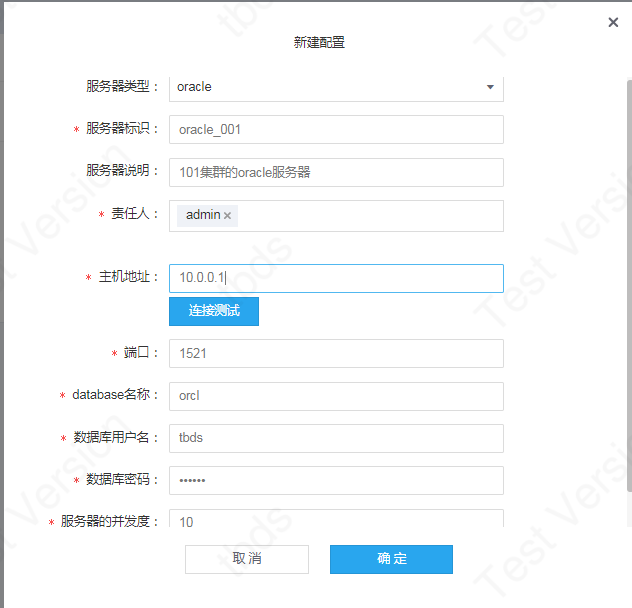 ×
新建配置
服务器类型： oracle
* 服务器标识： oracle_001
服务器说明： 101集群的oracle服务器
* 责任人： admin ×
* 主机地址： 10.0.0.1
连接测试
* 端口： 1521
* database名称： orcl
* 数据库用户名： tbds
* 数据库密码： ••••••
* 服务器的并发度： 10
取 消 确 定
tbds
Test Version
Test Version
tbds
Test Version
Test Version
tbds
Test Version